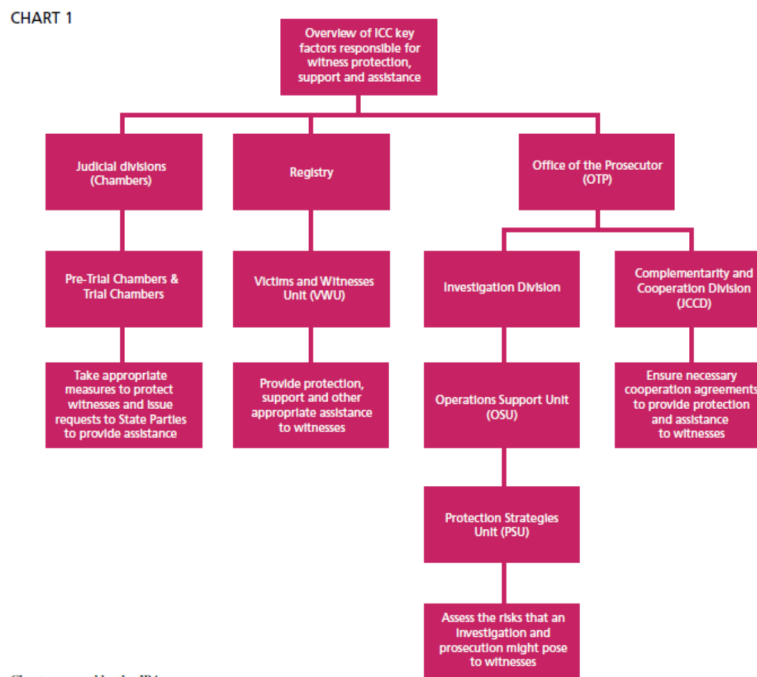 CHART 1
Overview of ICC key
factors responsible for
witness protection,
support and assistance
Judicial divisions
(Chambers)
Registry
Office of the Prosecutor
(OTP)
Pre-Trial Chambers &
Trial Chambers
Victims and Witnesses
Unit (VWU)
Investigation Division
Complementarity and
Cooperation Division
(JCCD)
Take appropriate
measures to protect
witnesses and issue
requests to State Parties
to provide assistance
Provide protection,
support and other
appropriate assistance
to witnesses
Operations Support Unit
(OSU)
Ensure necessary
cooperation agreements
to provide protection
and assistance
to witnesses
Protection Strategies
Unit (PSU)
Assess the risks that an
investigation and
prosecution might pose
to witnesses